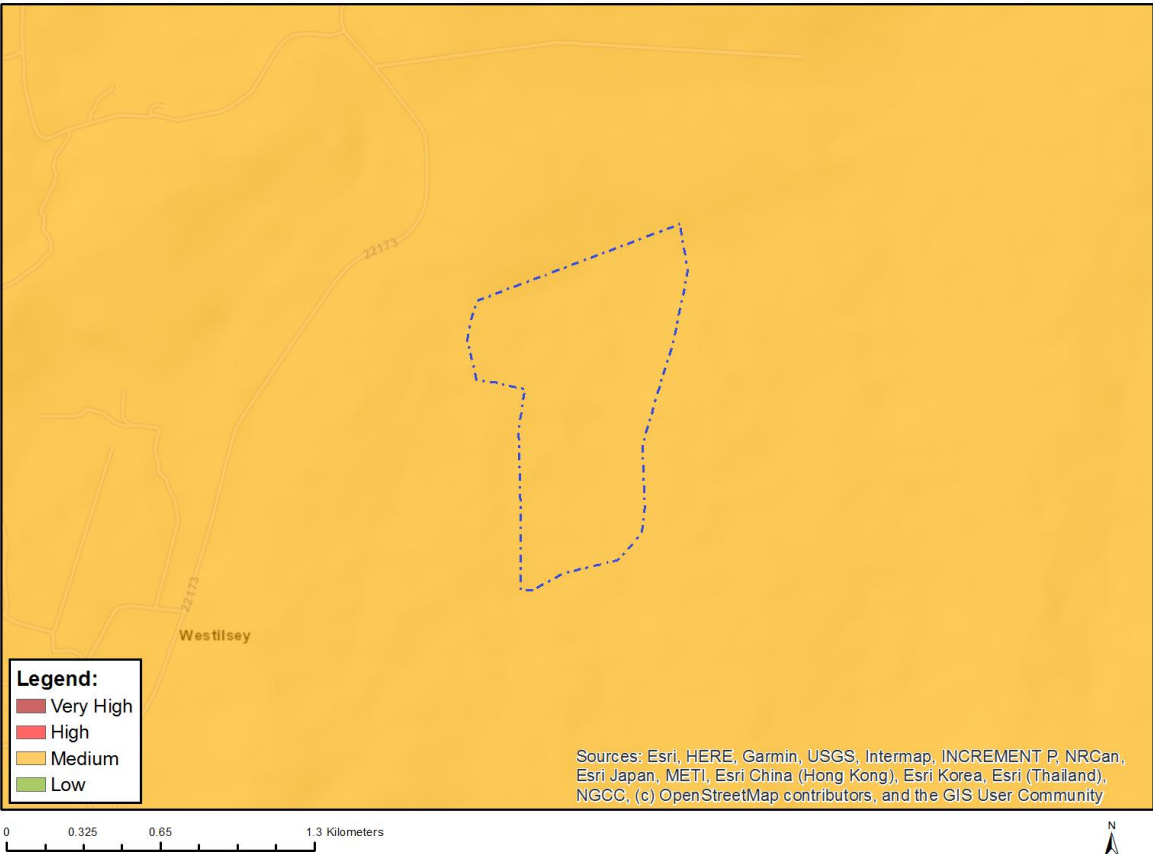 22173
22173
Westilsey
Legend:
Very High
High
Medium
Low
Sources: Esri, HERE, Garmin, USGS, Intermap, INCREMENT P, NRCan,
Esri Japan, METI, Esri China (Hong Kong), Esri Korea, Esri (Thailand),
NGCC, (c) OpenStreetMap contributors, and the GIS User Community
0 0.325 0.65 1.3 Kilometers
N